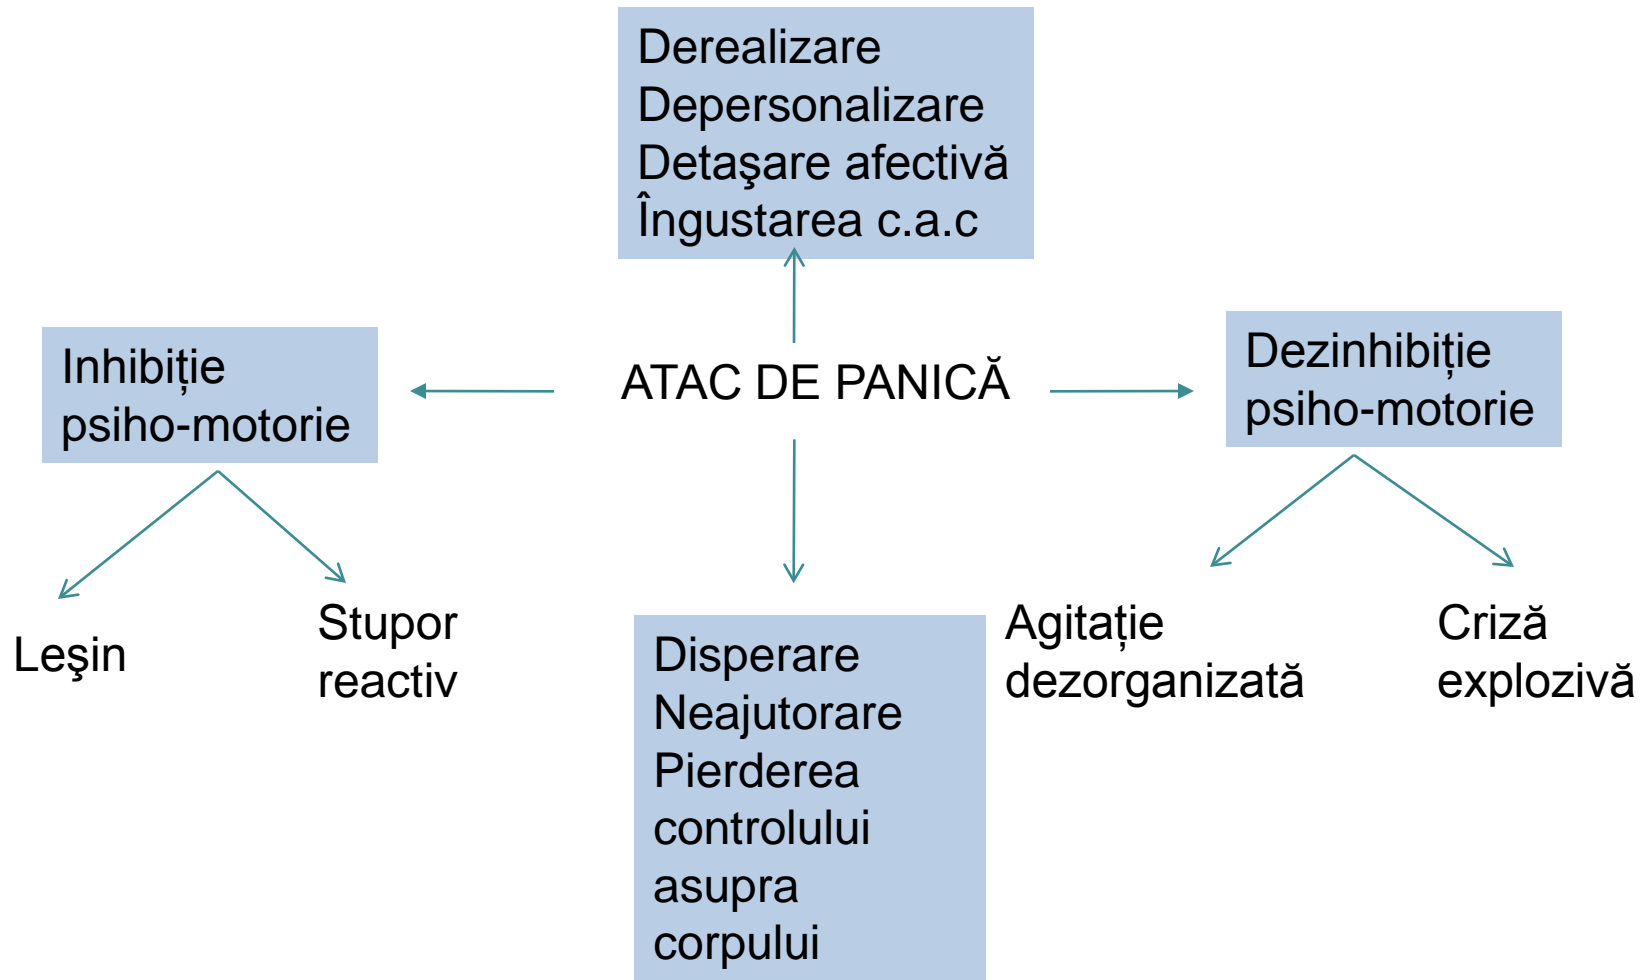 Derealizare
Depersonalizare
Detaşare afectivă
Îngustarea c.a.c
Inhibiție
psiho-motorie
ATAC DE PANICĂ
Dezinhibiție
psiho-motorie
Leşin
Stupor
reactiv
Disperare
Neajutorare
Pierderea
controlului
asupra
corpului
Agitație
dezorganizată
Criză
explozivă